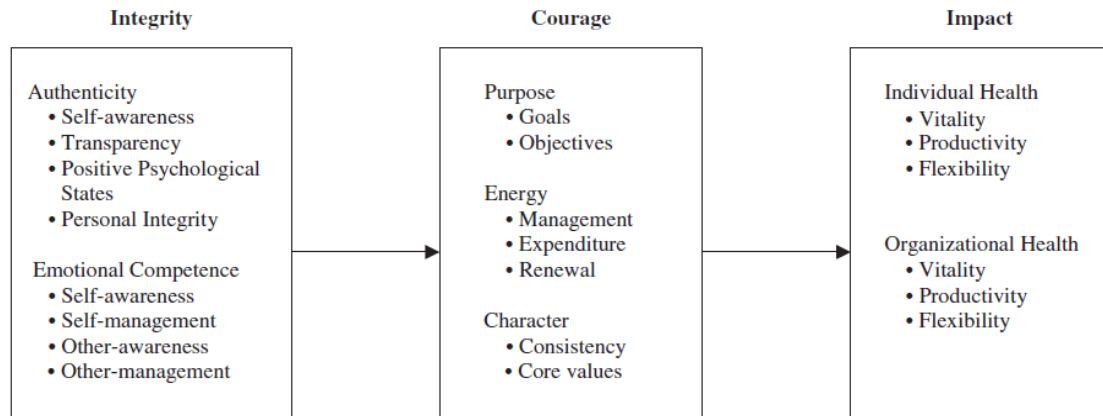 Integrity
Authenticity
• Self-awareness
• Transparency
• Positive Psychological
States
• Personal Integrity
Emotional Competence
• Self-awareness
• Self-management
• Other-awareness
• Other-management
Courage
Purpose
• Goals
• Objectives
Energy
• Management
• Expenditure
• Renewal
Character
• Consistency
• Core values
Impact
Individual Health
• Vitality
• Productivity
• Flexibility
Organizational Health
• Vitality
• Productivity
• Flexibility